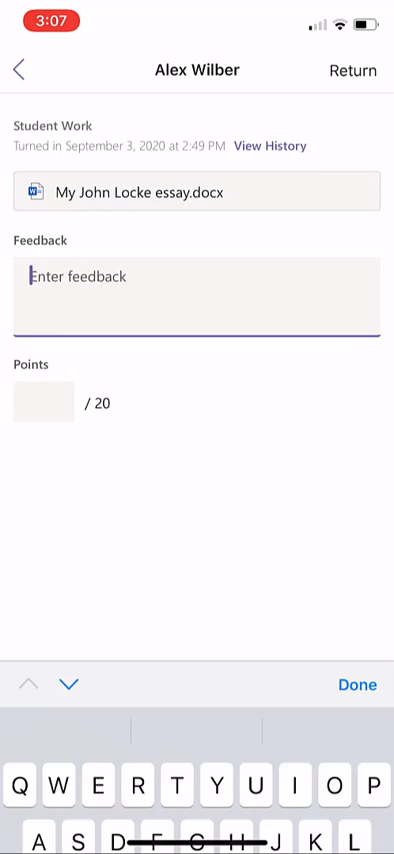 3:07
Alex Wilber
Return
Student Work
Turned in September 3, 2020 at 2:49 PM View History
W My John Locke essay.docx
Feedback
Enter feedback
Points
/ 20
Done
Q W E R T Y U I O P
A S D F G H J K L